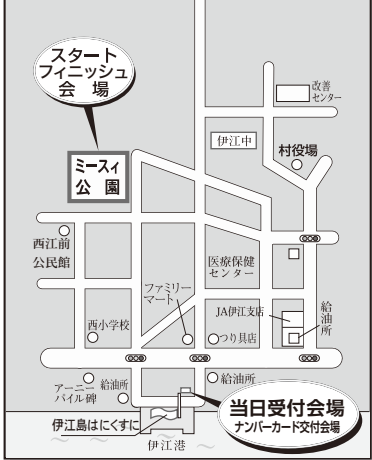 スタート
フィニッシュ
会 場
改善
センター
伊江中
村役場
ミースィ
公 園
西江前
公民館
医療保健
センター
ファミリー
マート
JA伊江支店
給油所
西小学校
つり具店
アーニー
パイル碑
給油所
給油所
当日受付会場
ナンバーカード交付会場
伊江島はにくすに
伊江港